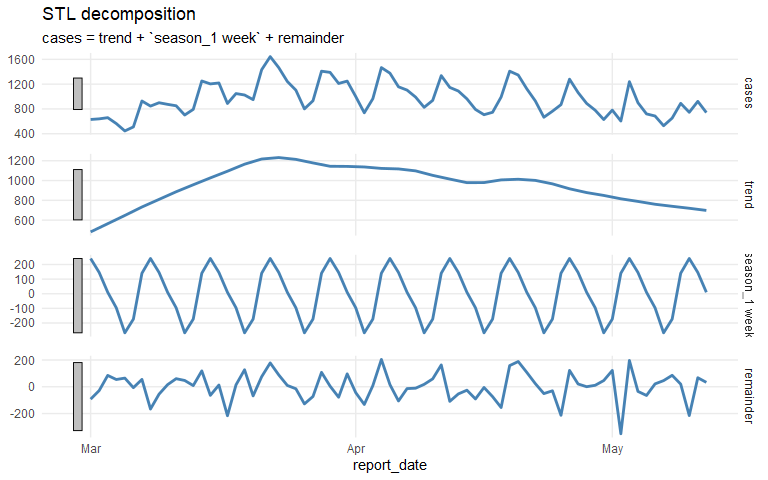 STL decomposition
cases = trend + `season_1 week` + remainder
1600
1200
800
400
cases
1200
1000
800
600
trend
200
100
0
-100
-200
season_1 week
200
0
-200
remainder
Mar
Apr
May
report_date